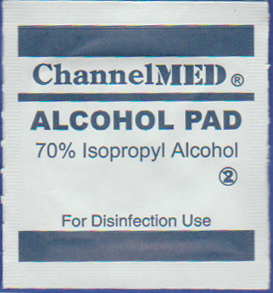 ChannelMED®
ALCOHOL PAD
70% Isopropyl Alcohol
②
For Disinfection Use